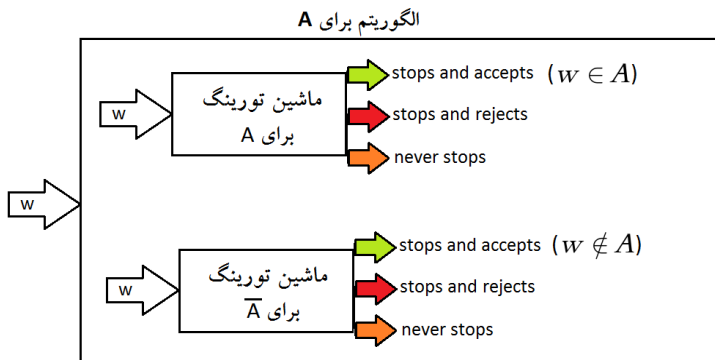 الگوریتم برای A
stops and accepts (w ∈ A)
ماشین تورینگ
w
stops and rejects
برای A
never stops
w
stops and accepts (w ∉ A)
ماشین تورینگ
w
stops and rejects
برای A̅
never stops